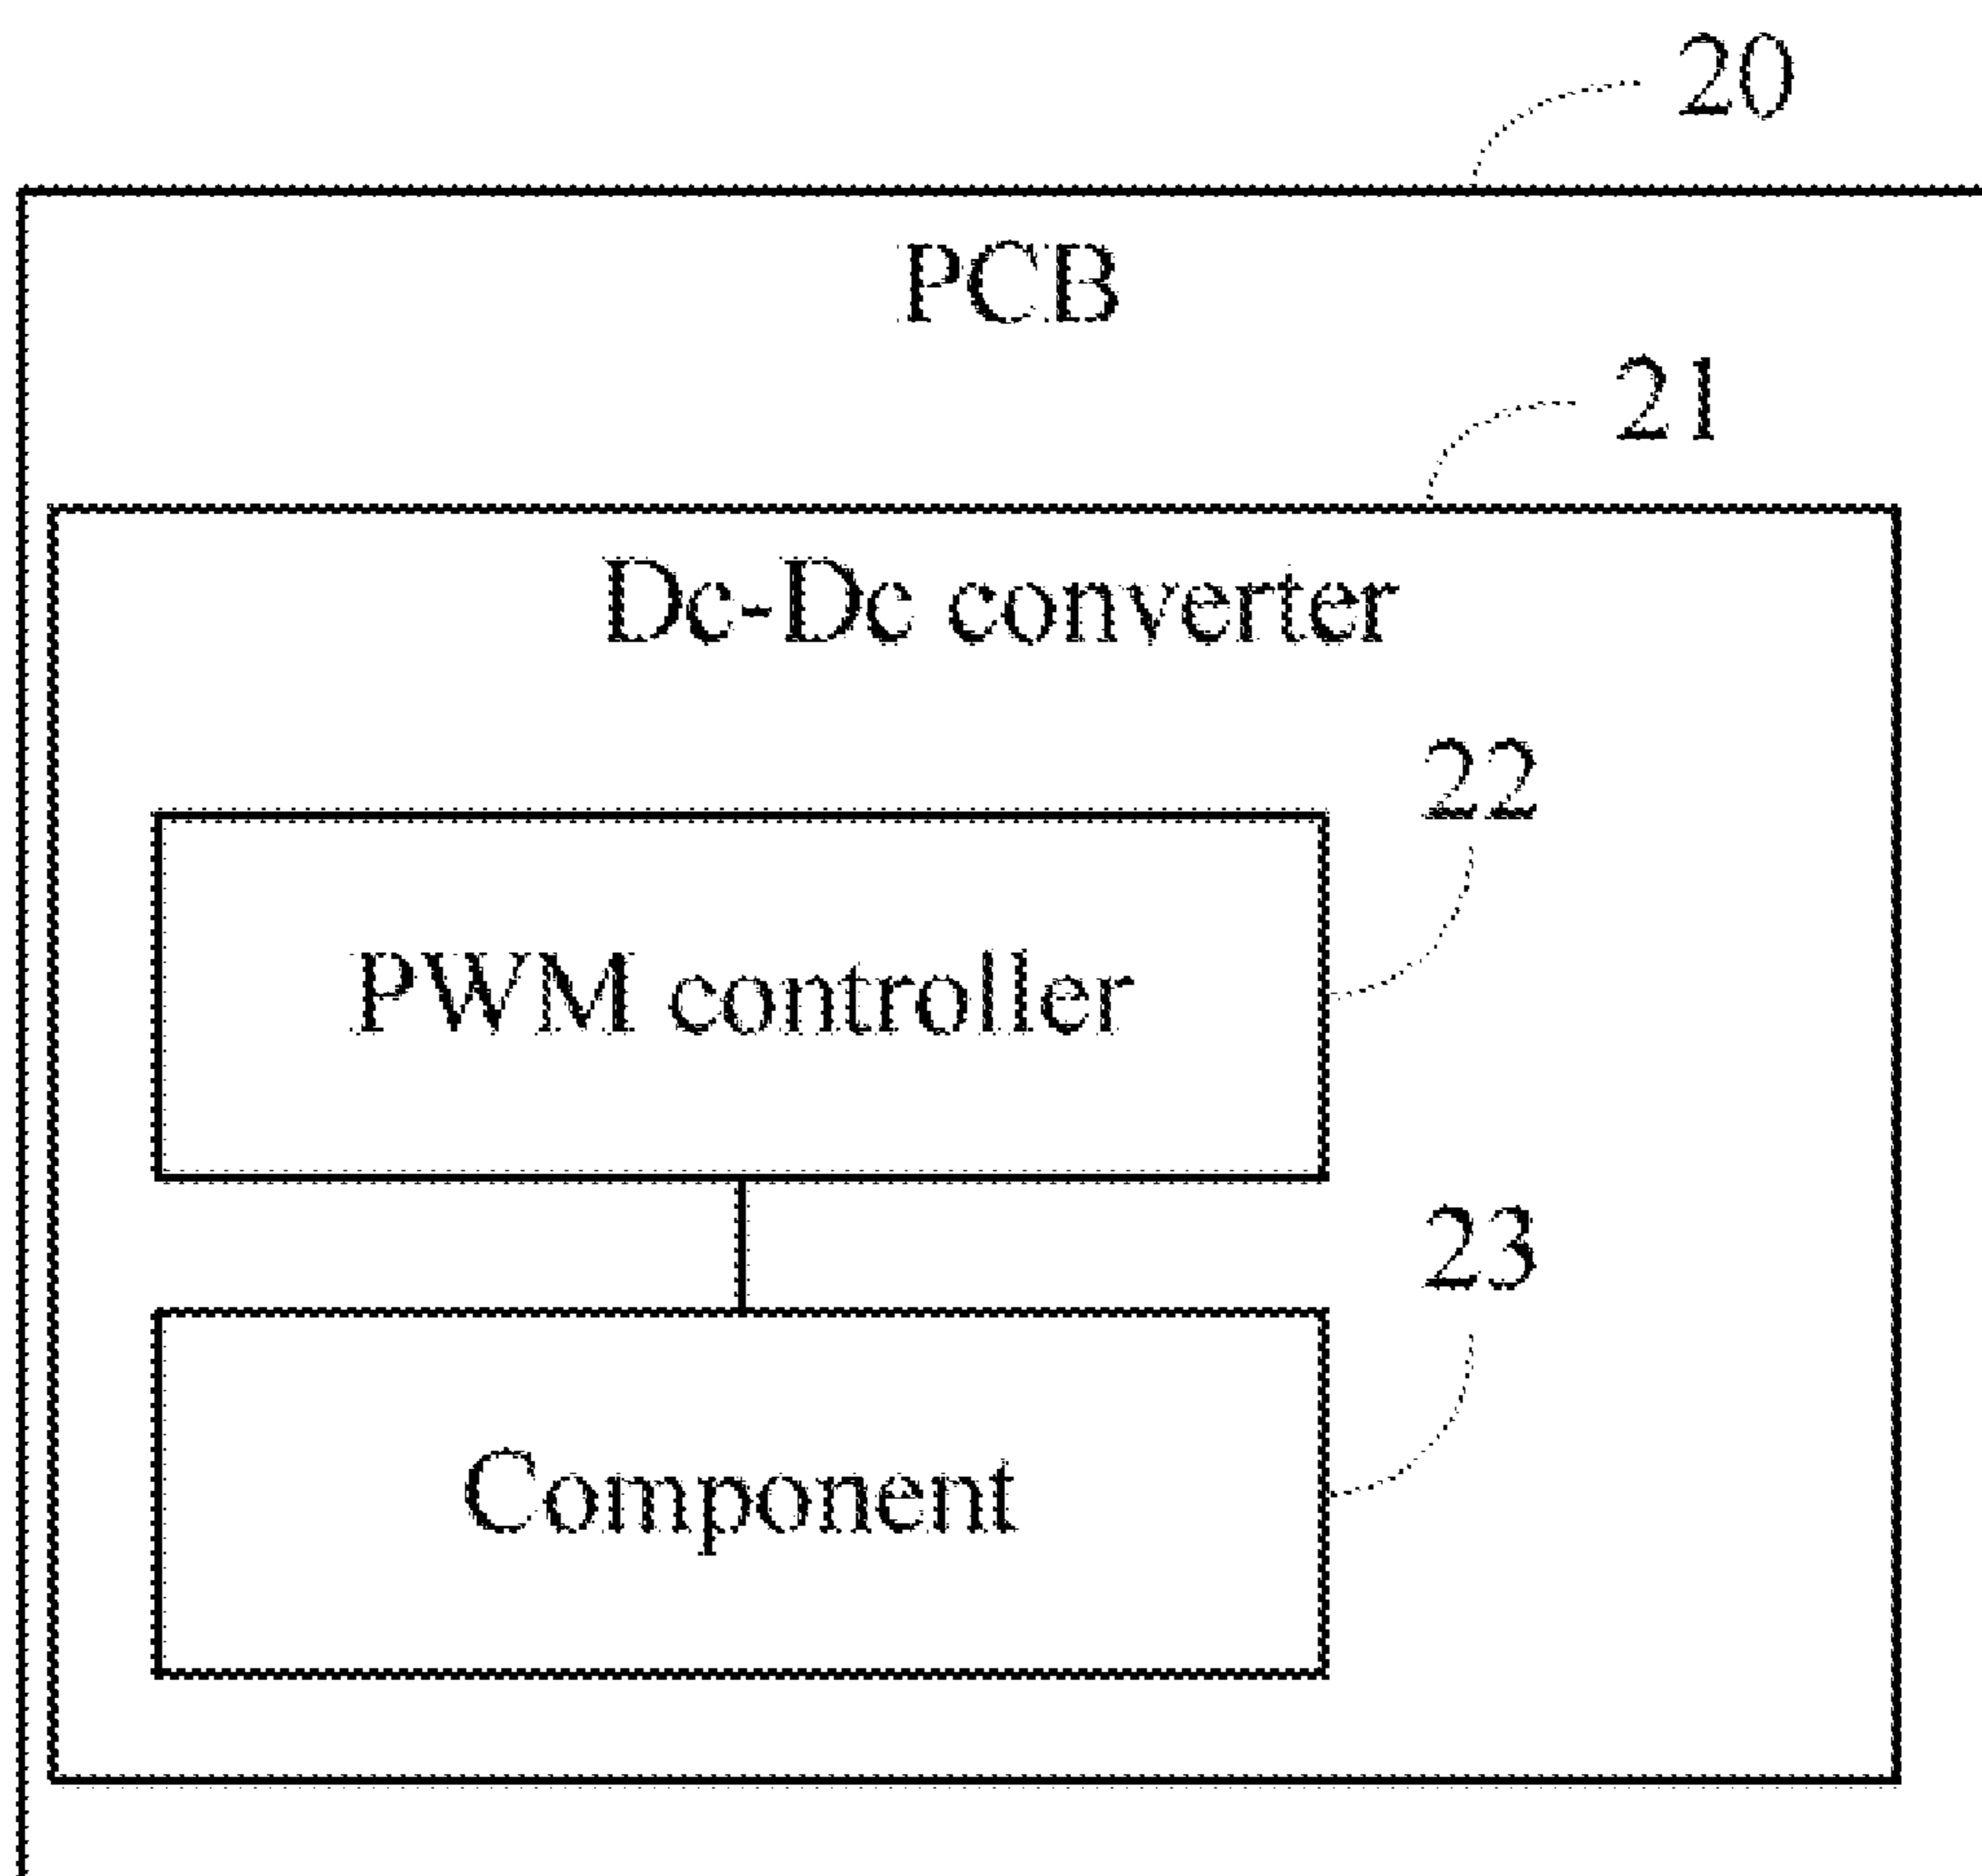 20
PCB
21
Dc-Dc converter
22
PWM controller
23
Component